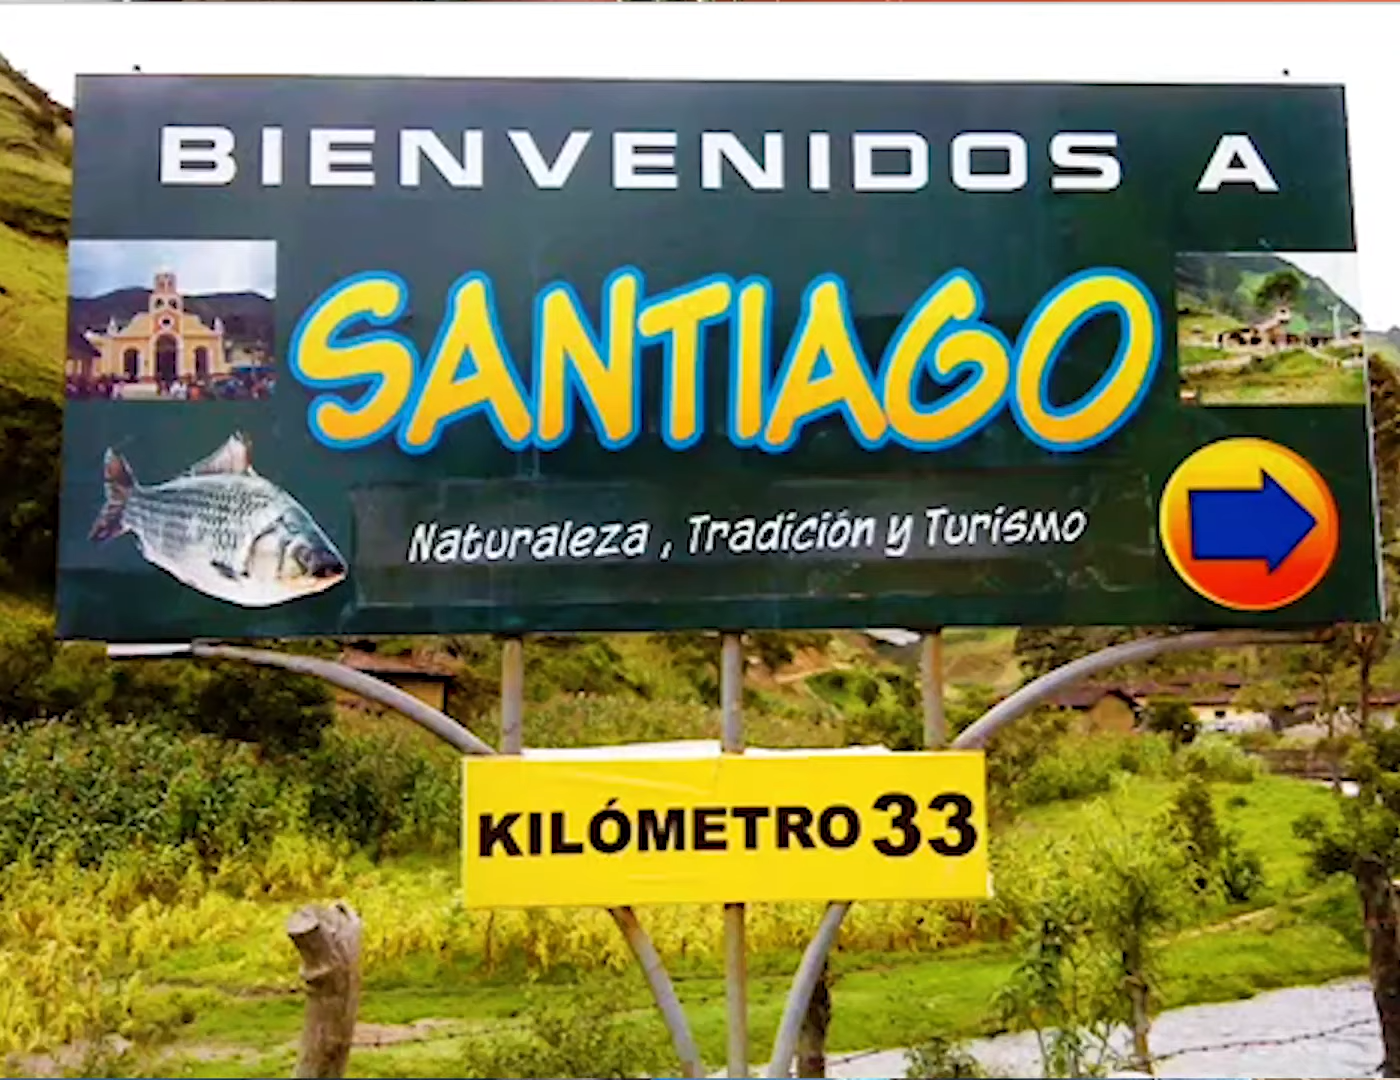 BIENVENIDOS A
SANTIAGO
Naturaleza , Tradición y Turismo
KILÓMETRO 33